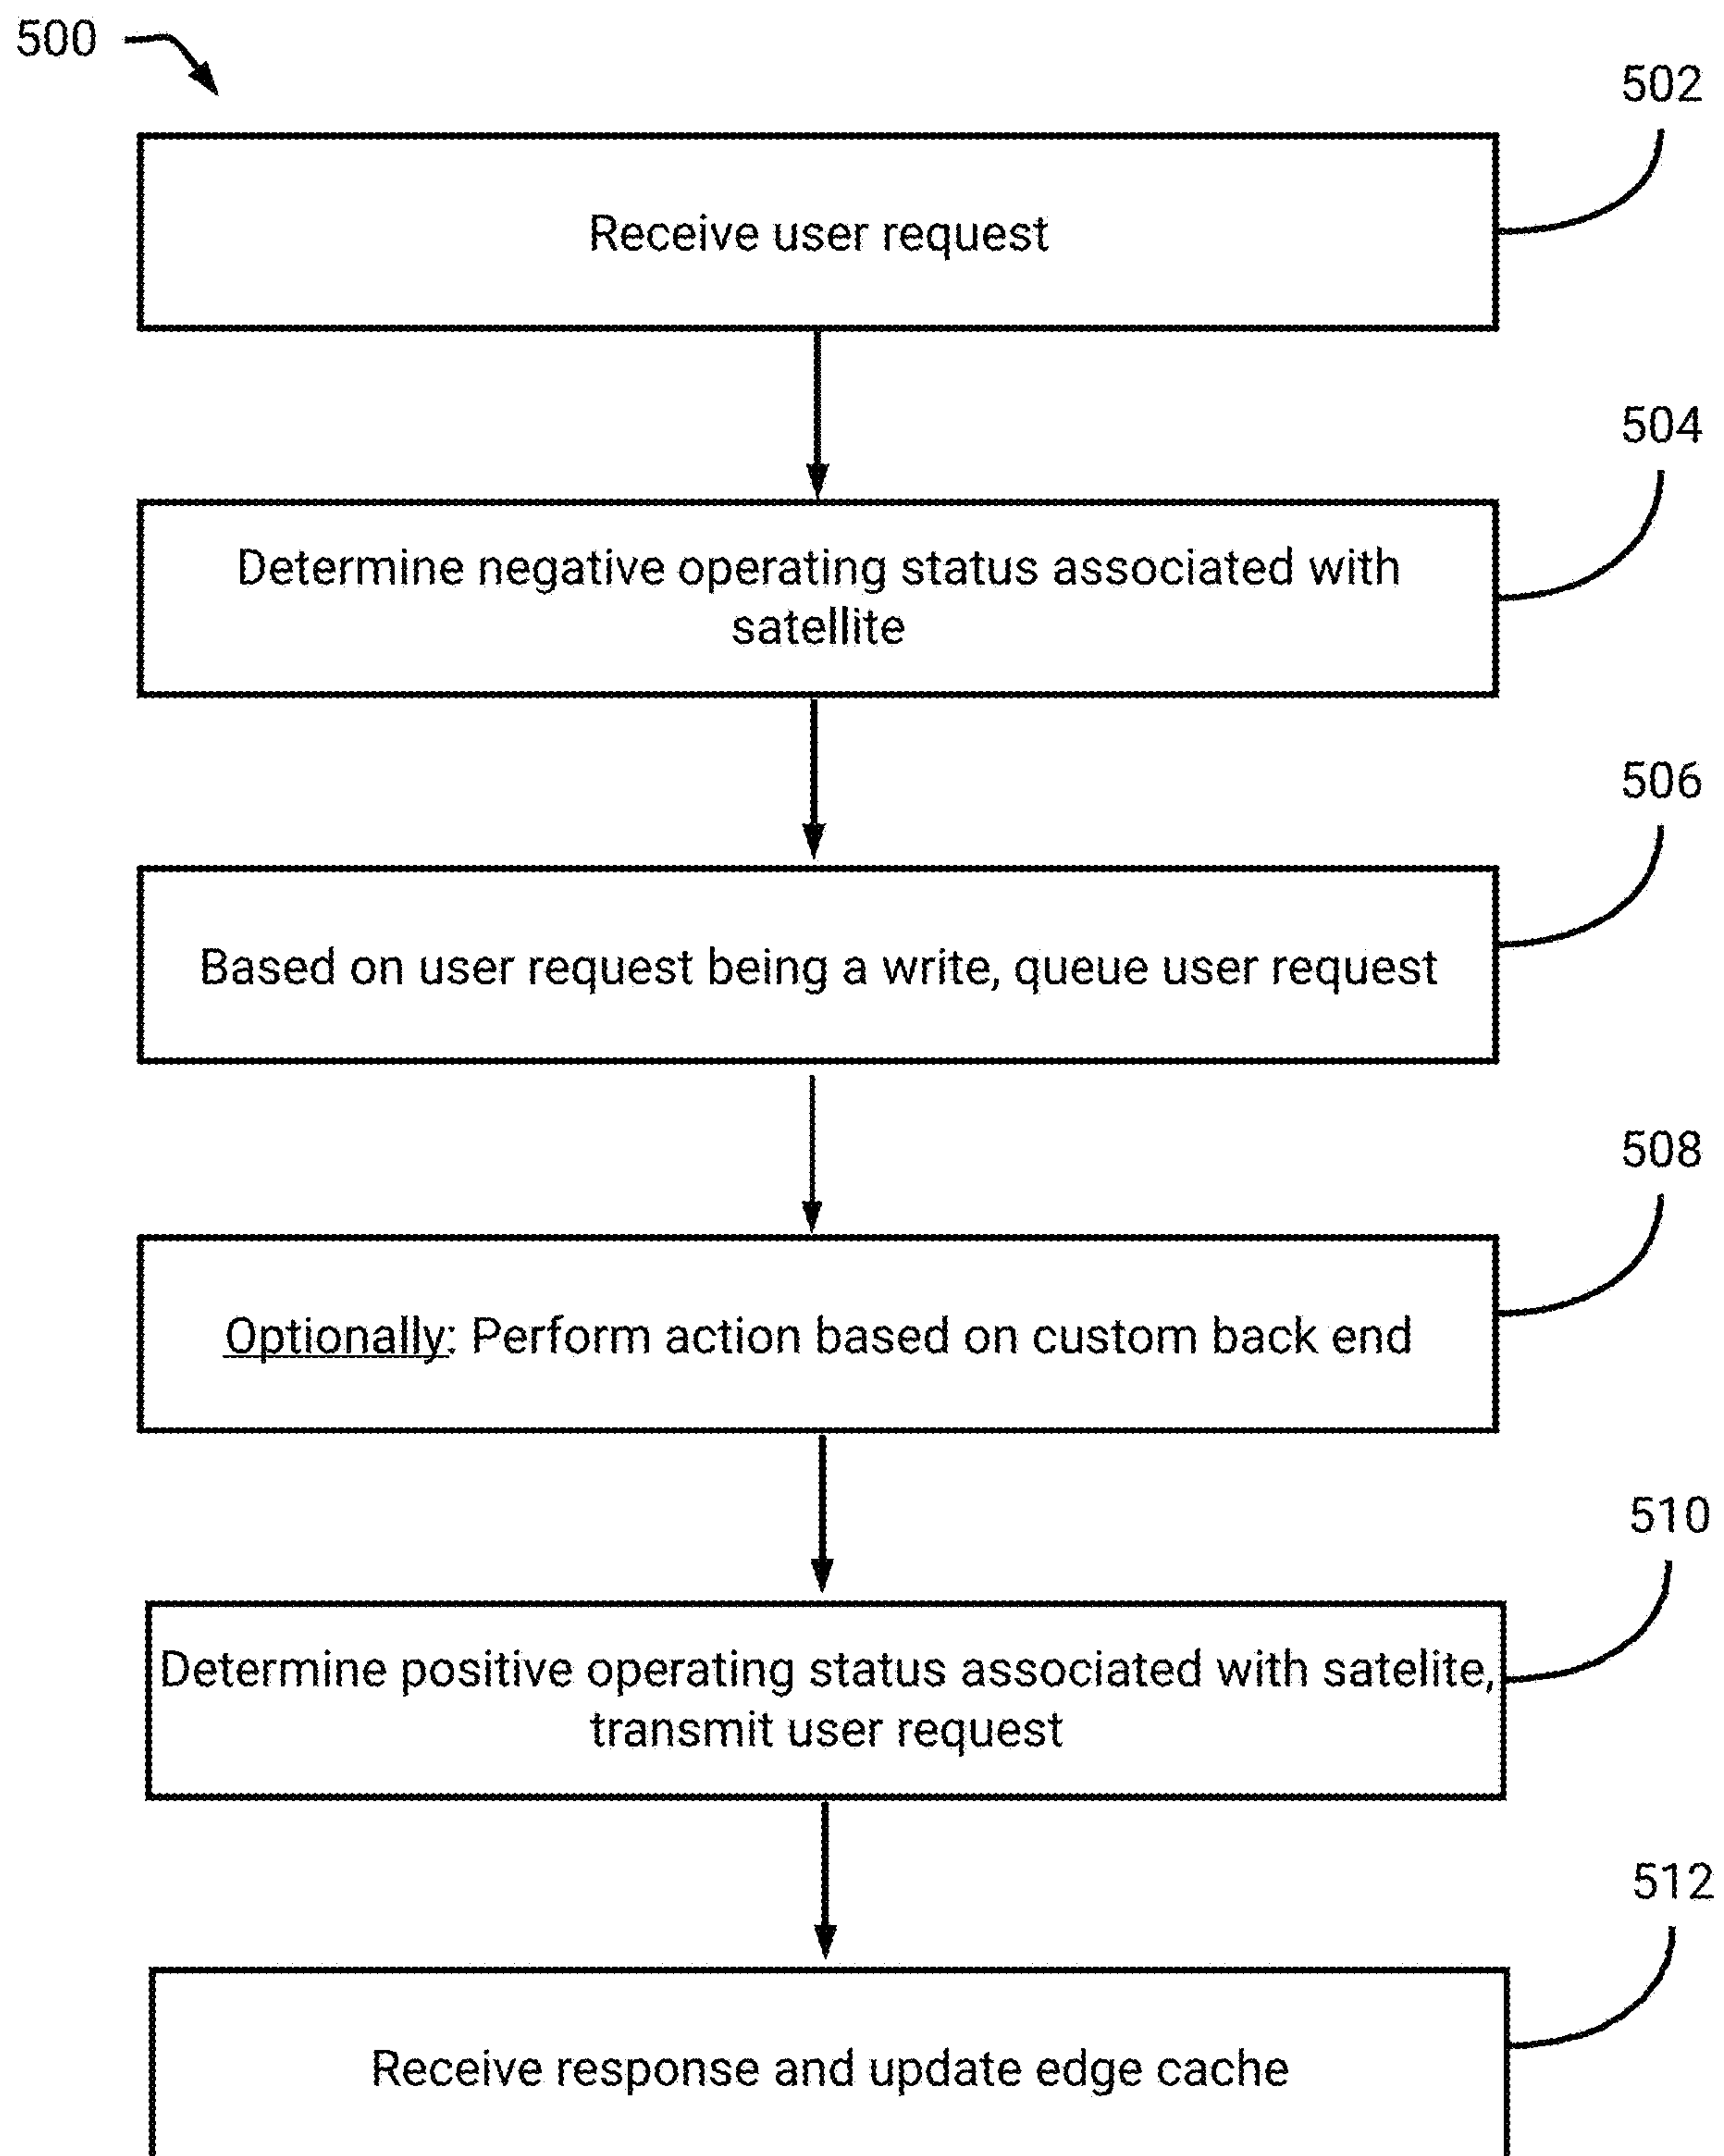 500
502
Receive user request
504
Determine negative operating status associated with
satellite
506
Based on user request being a write, queue user request
508
Optionally: Perform action based on custom back end
510
Determine positive operating status associated with satelite,
transmit user request
512
Receive response and update edge cache